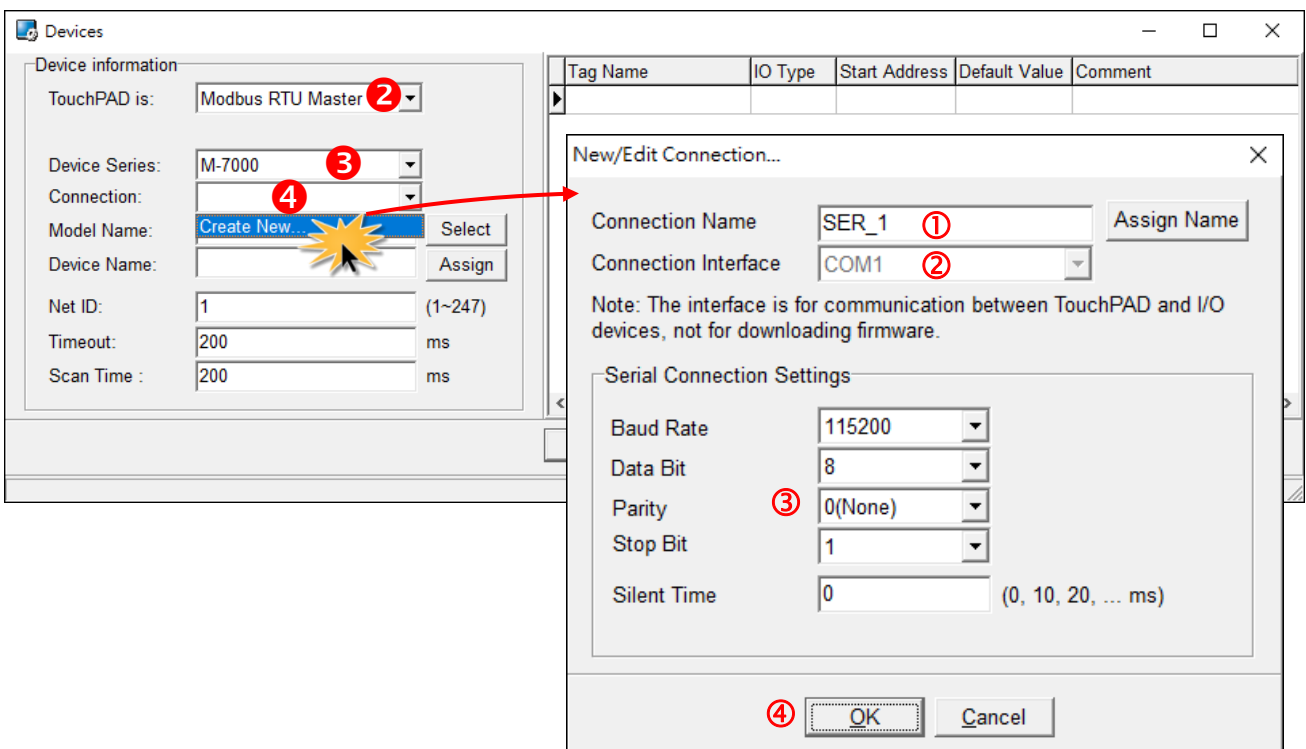 Devices
Device information
TouchPAD is: Modbus RTU Master ❷
Device Series: M-7000 ❸
Connection: ❹
Create New...
Model Name: Select
Device Name: Assign
Net ID: 1 (1~247)
Timeout: 200 ms
Scan Time : 200 ms
Tag Name IO Type Start Address Default Value Comment
New/Edit Connection...
Connection Name SER_1 ① Assign Name
Connection Interface COM1 ②
Note: The interface is for communication between TouchPAD and I/O
devices, not for downloading firmware.
Serial Connection Settings
Baud Rate 115200
Data Bit 8
Parity ③ 0(None)
Stop Bit 1
Silent Time 0 (0, 10, 20, ... ms)
④ OK Cancel